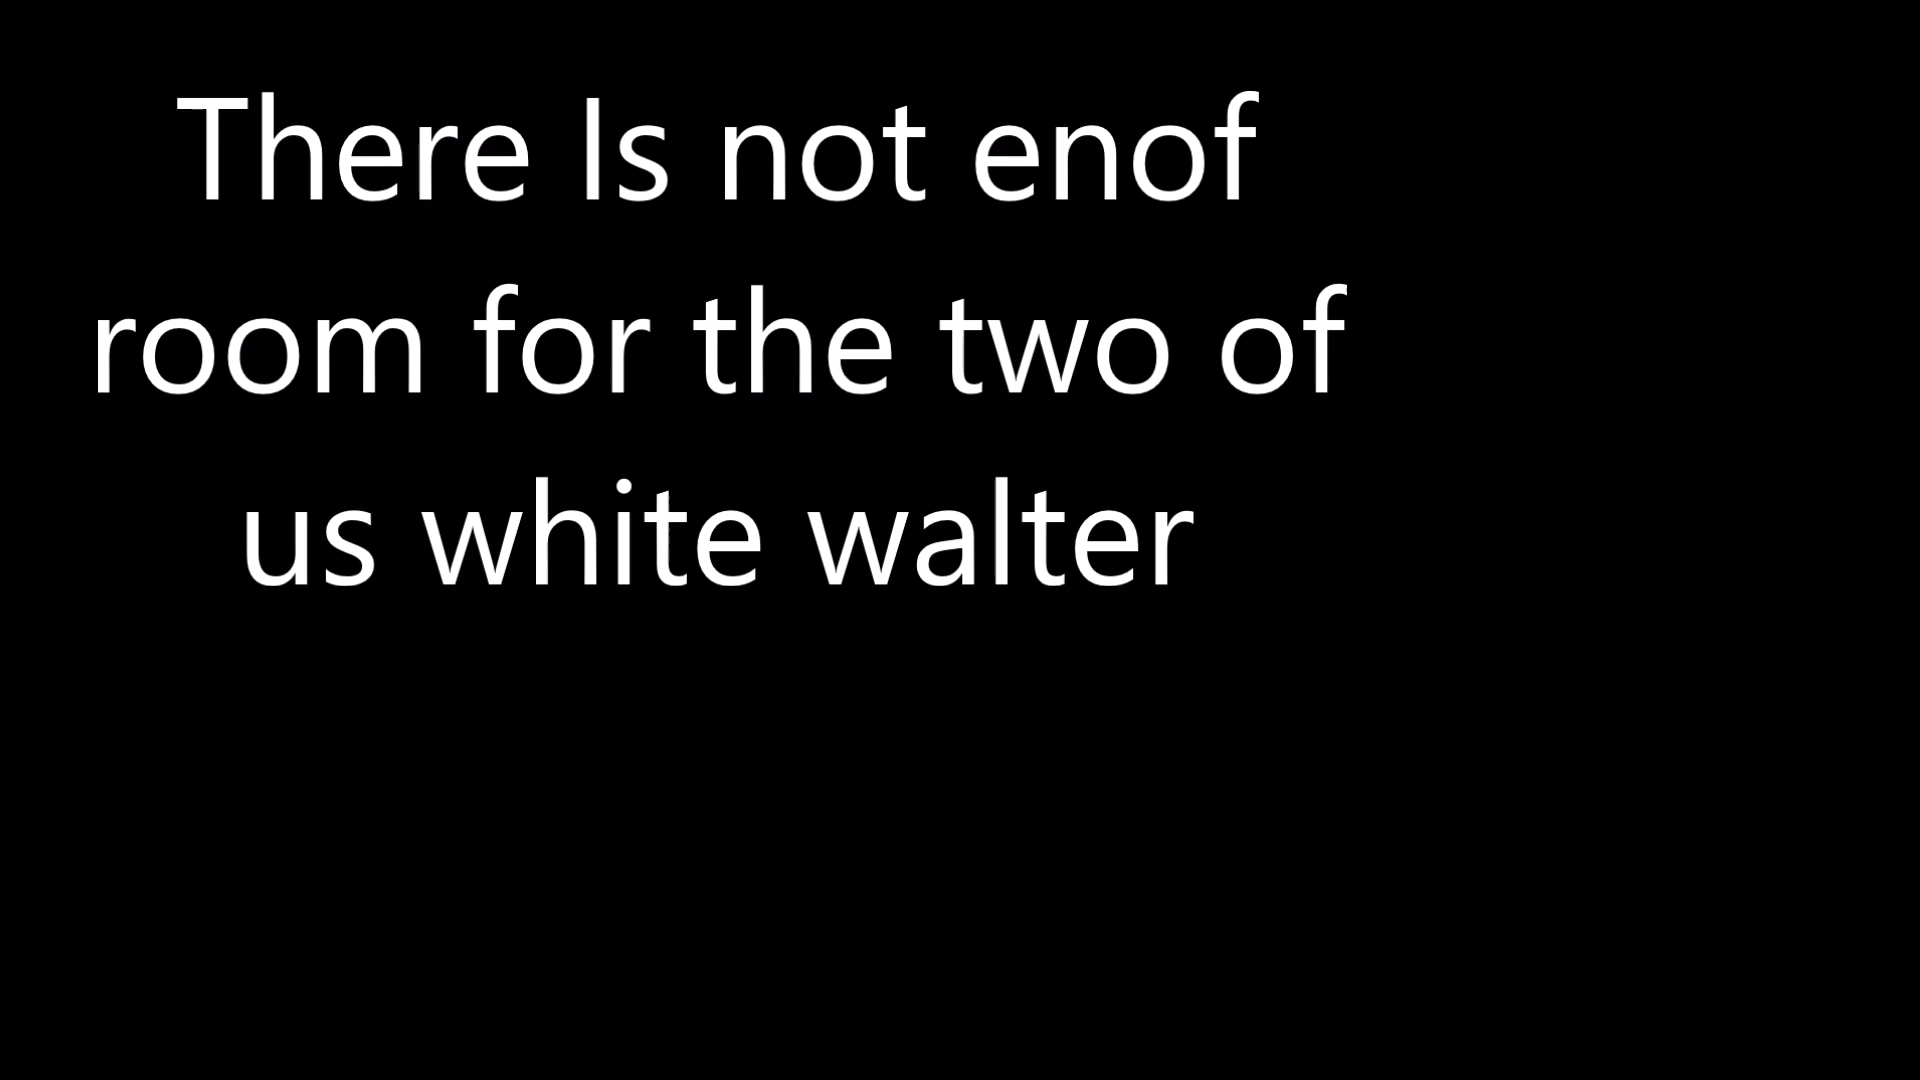 There Is not enof
room for the two of
us white walter